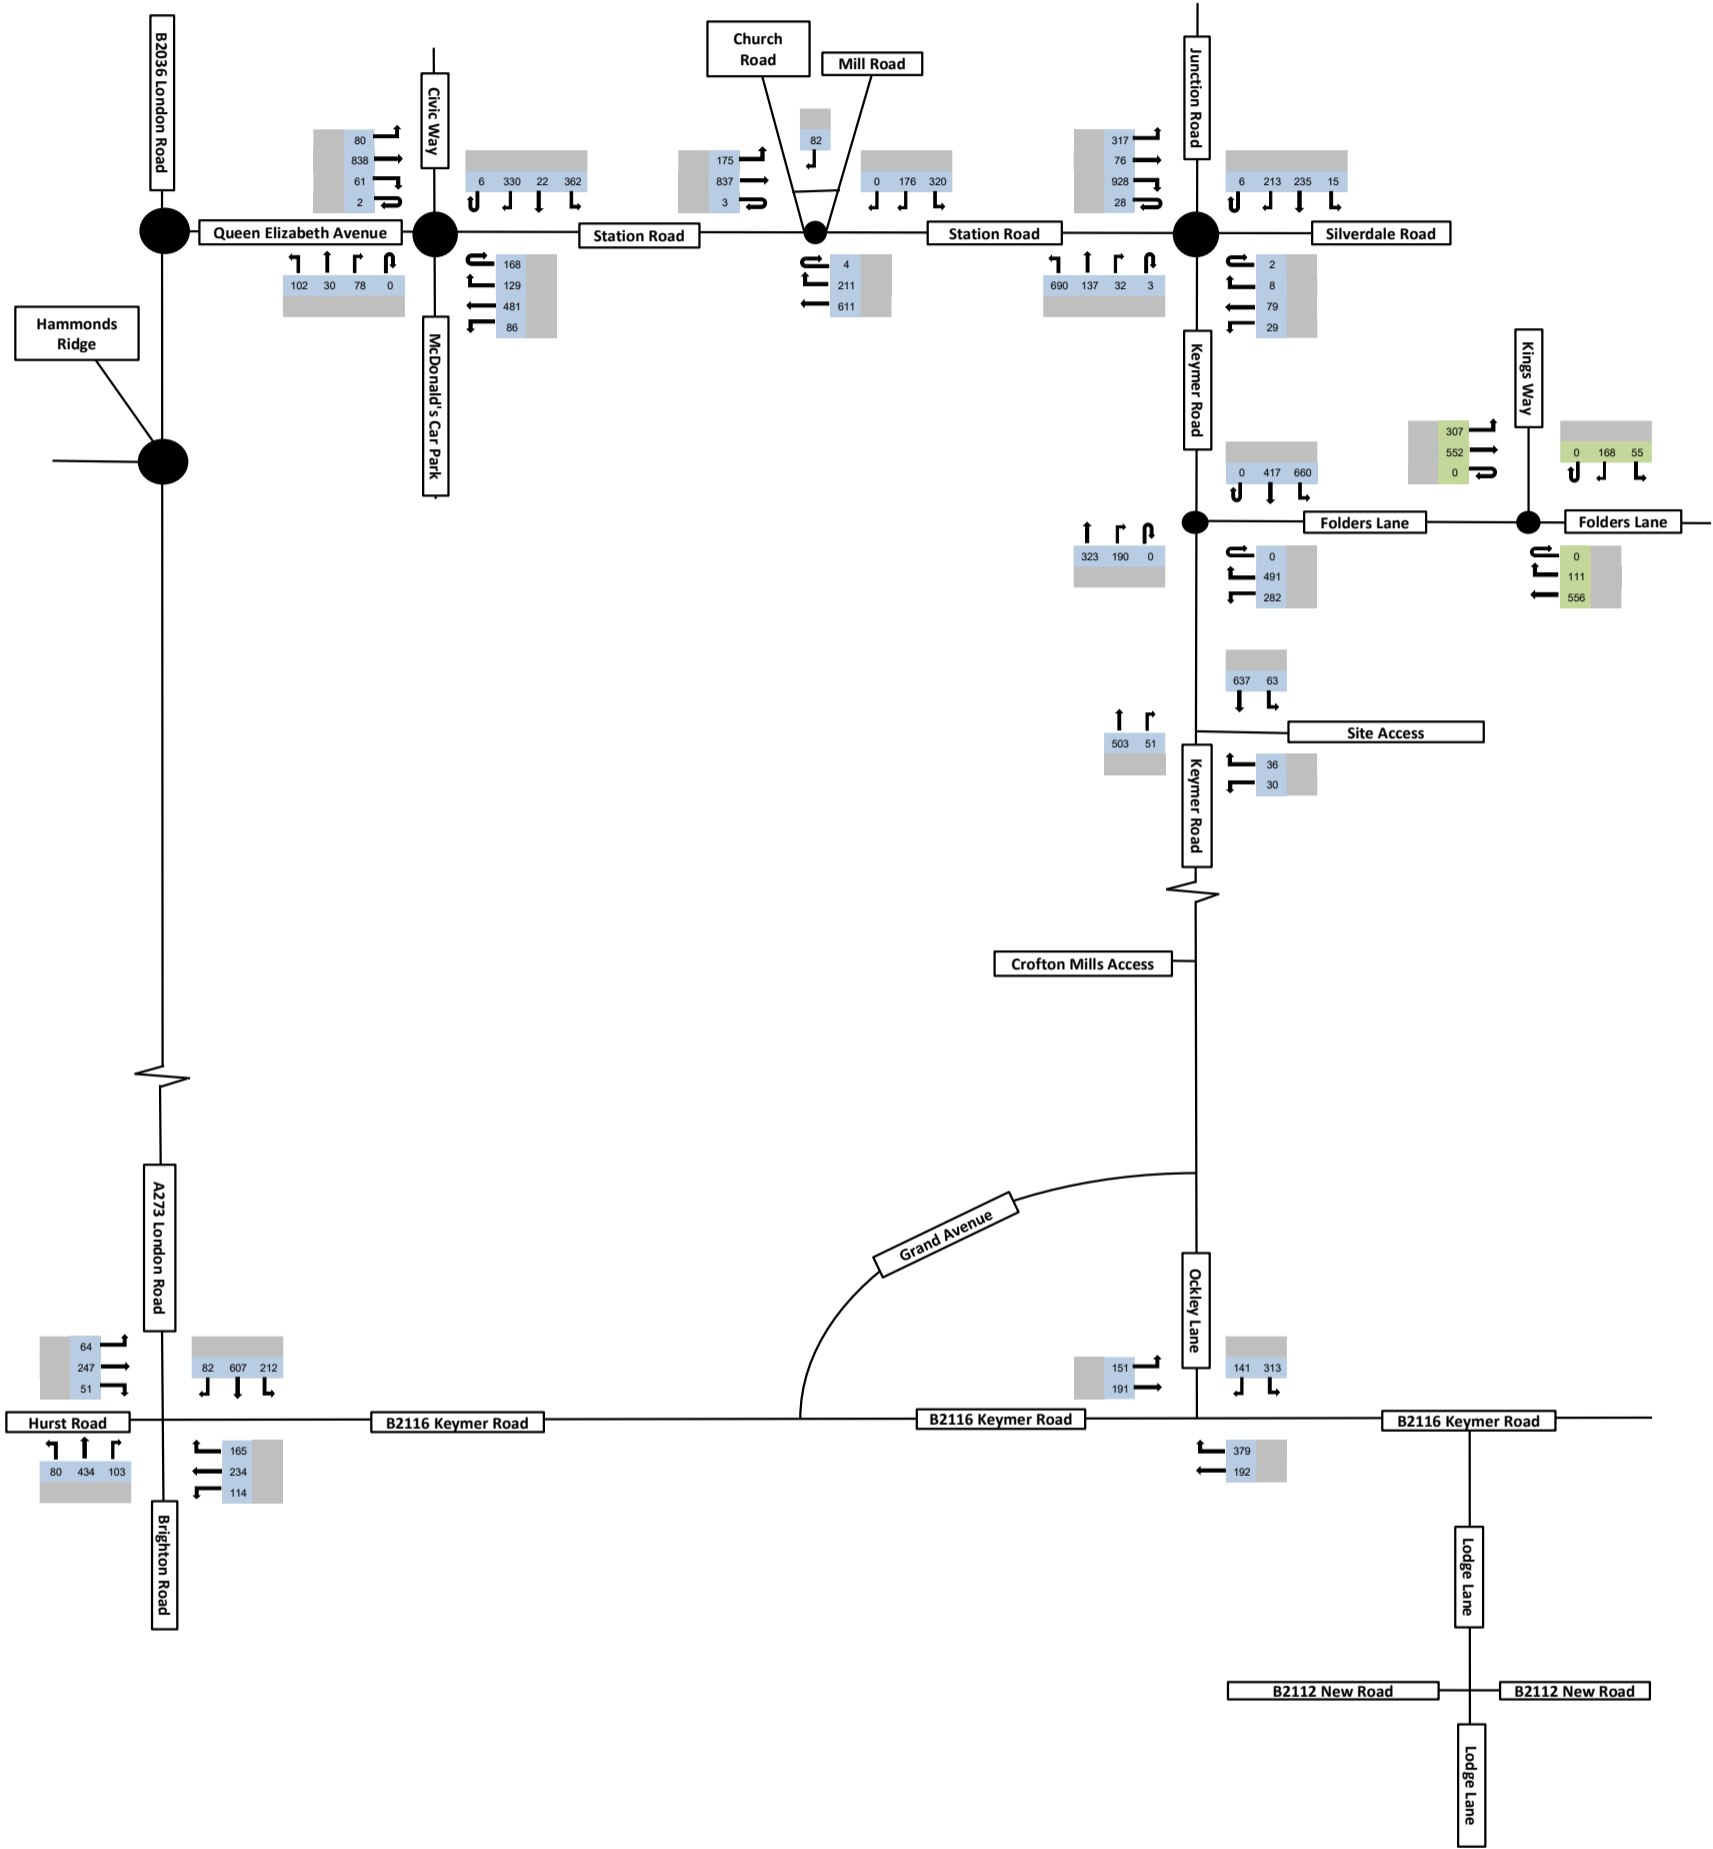 B2036 London Road
Civic Way
Church
Road
Mill Road
Junction Road
80
838
61
2
6 330 22 362
175
837
3
82
0 176 320
317
76
928
28
6 213 235 15
Queen Elizabeth Avenue
Station Road
Station Road
Silverdale Road
102 30 78 0
168
129
481
86
4
211
611
690 137 32 3
2
8
79
29
Hammonds
Ridge
McDonald's Car Park
Keymer Road
Kings Way
307
552
0
0 168 55
0 417 660
Folders Lane
Folders Lane
323 190 0
0
491
282
0
111
556
637 63
503 51
Site Access
36
30
Keymer Road
Crofton Mills Access
A273 London Road
Grand Avenue
Ockley Lane
64
247
51
82 607 212
151
191
141 313
Hurst Road
B2116 Keymer Road
B2116 Keymer Road
B2116 Keymer Road
80 434 103
165
234
114
379
192
Brighton Road
Lodge Lane
B2112 New Road
B2112 New Road
Lodge Lane